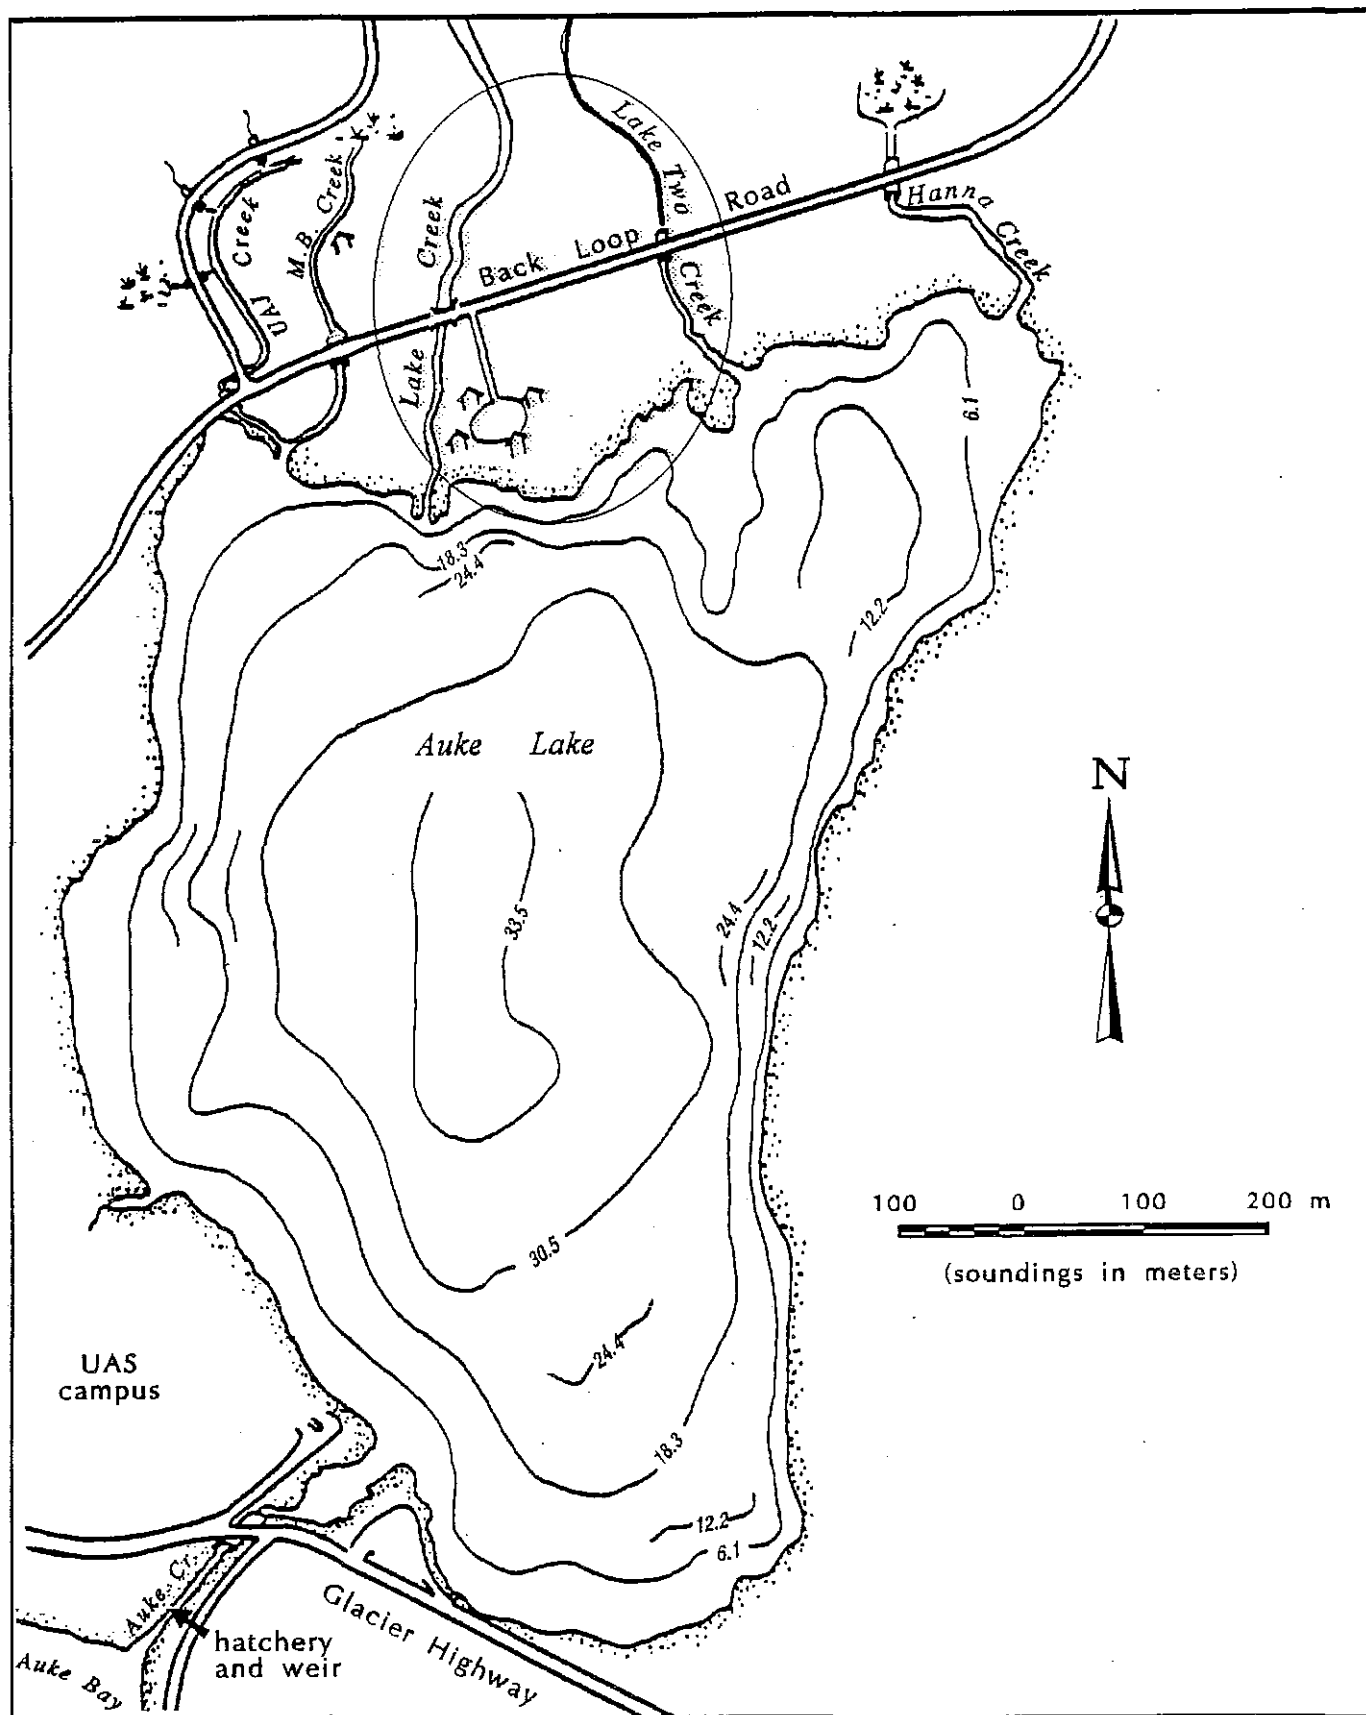 Lake Two
Creek
Hanna
Creek
Back Loop Road
Lake Creek
M.B. Creek
UAJ Creek
6.1
18.3
24.4
12.2
Auke Lake
33.5
24.4
12.2
N
100 0 100 200 m
(soundings in meters)
30.5
24.4
18.3
12.2
6.1
UAS
campus
Auke Cr.
Glacier Highway
hatchery
and weir
Auke Bay